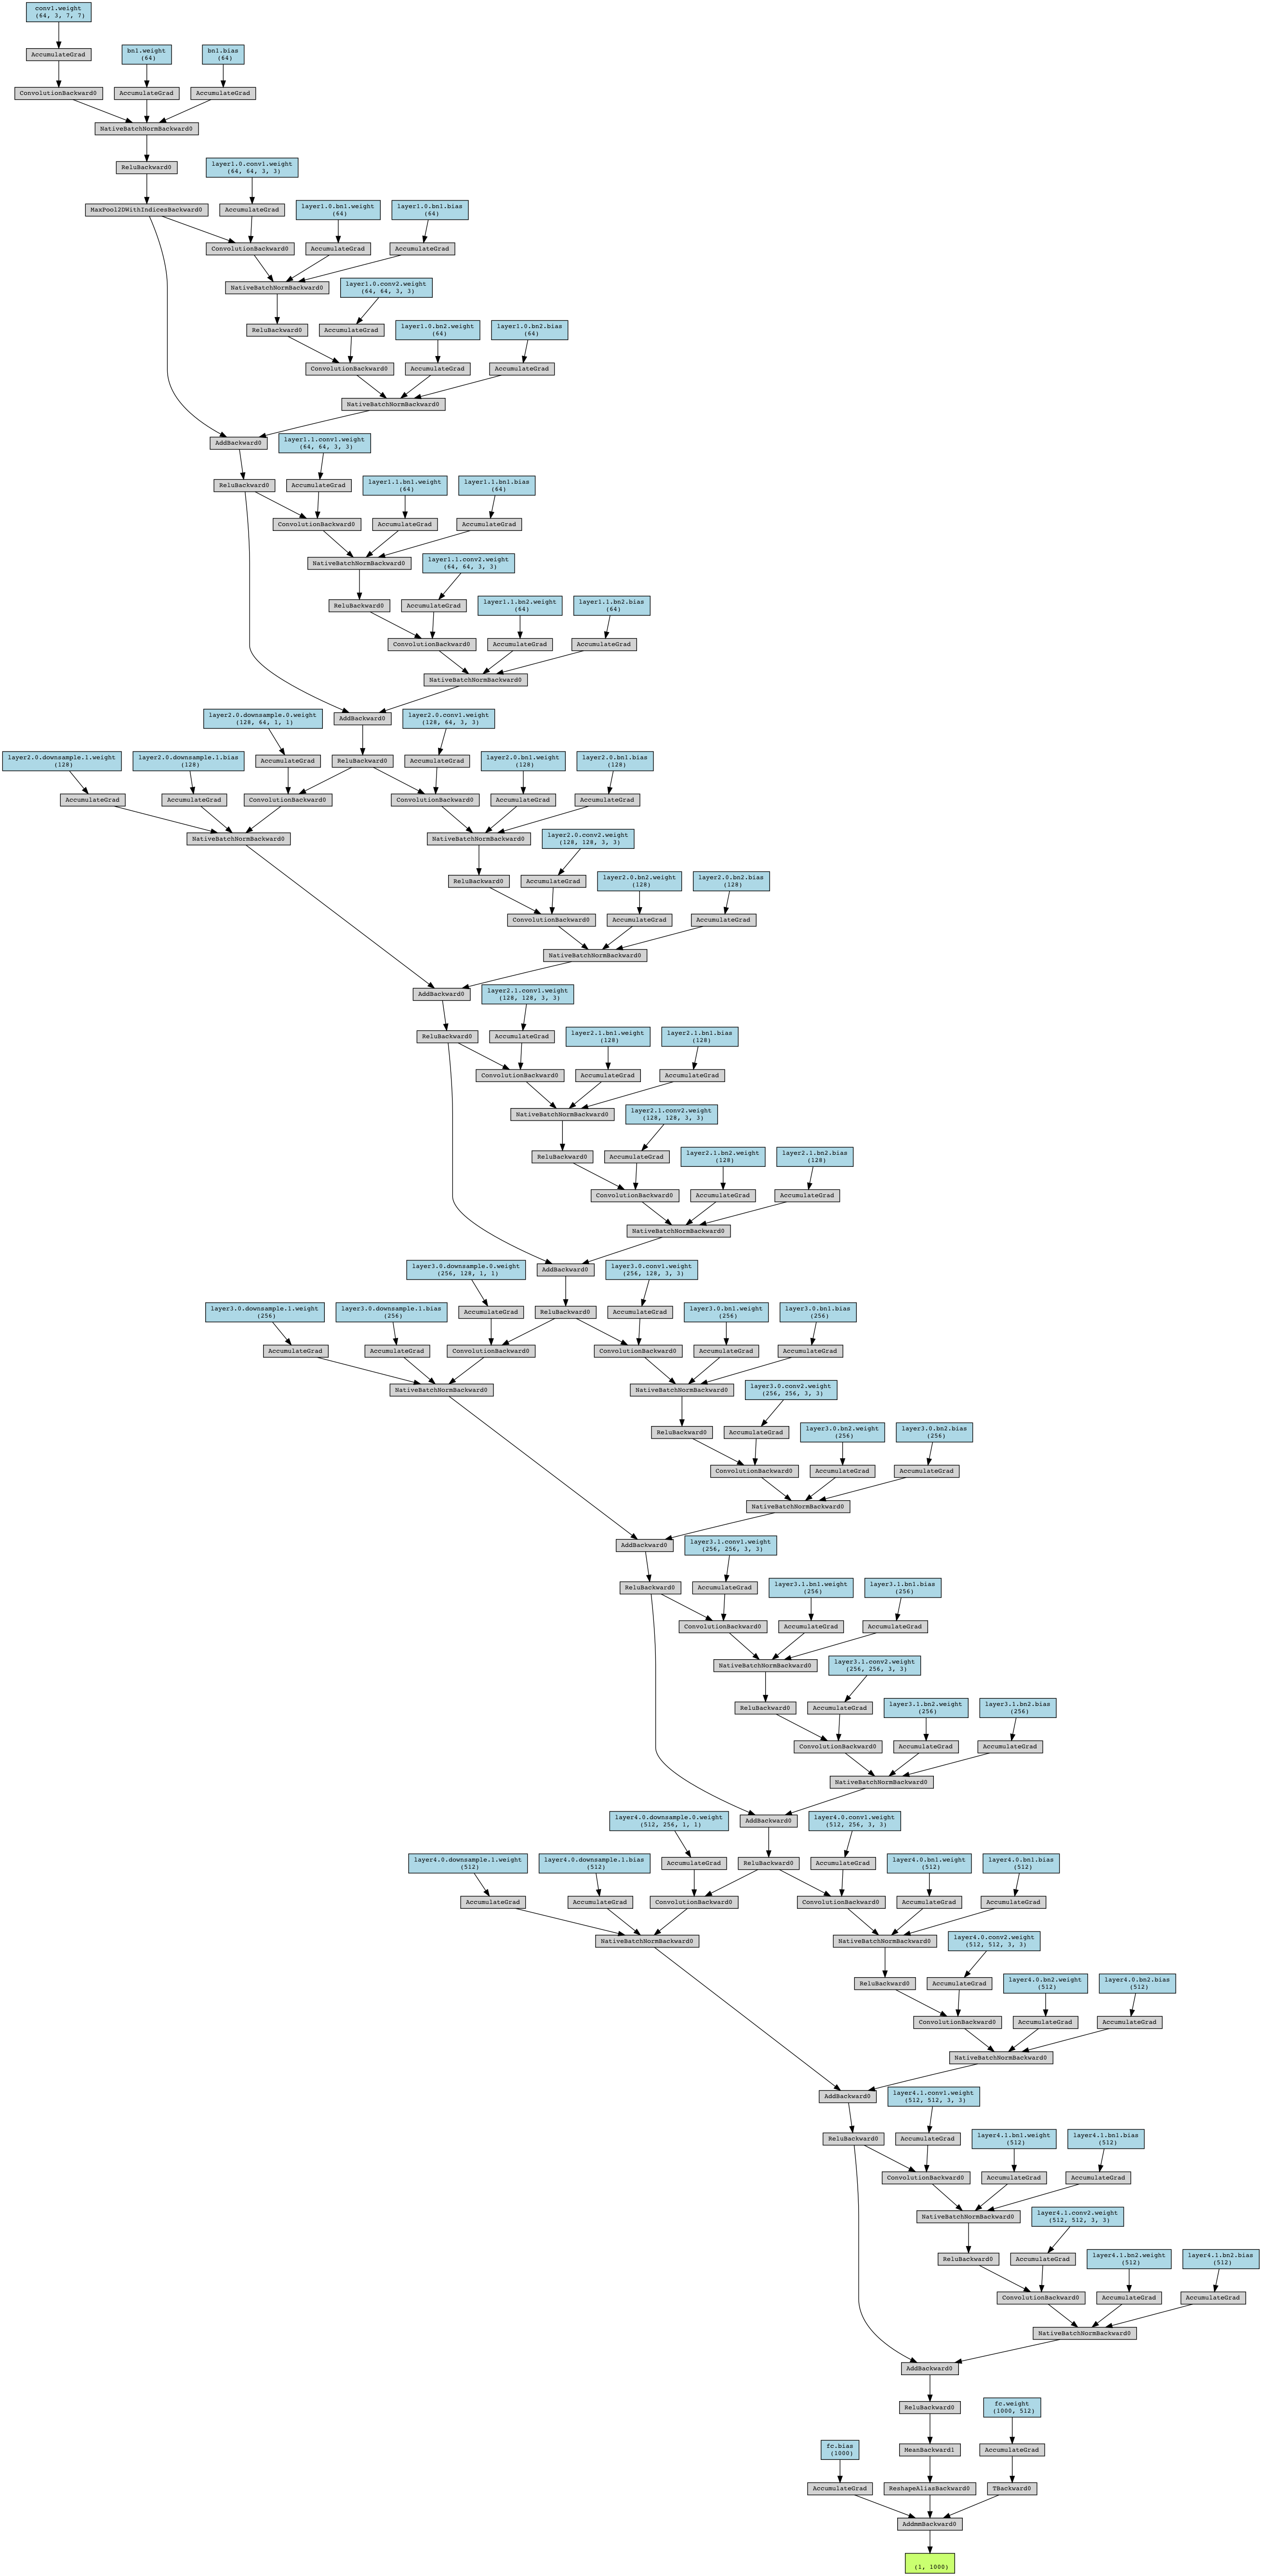 conv1.weight
(64, 3, 7, 7)
AccumulateGrad
bn1.weight
(64)
bn1.bias
(64)
ConvolutionBackward0
AccumulateGrad
AccumulateGrad
NativeBatchNormBackward0
ReluBackward0
layer1.0.conv1.weight
(64, 64, 3, 3)
MaxPool2DWithIndicesBackward0
AccumulateGrad
layer1.0.bn1.weight
(64)
layer1.0.bn1.bias
(64)
ConvolutionBackward0
AccumulateGrad
AccumulateGrad
NativeBatchNormBackward0
layer1.0.conv2.weight
(64, 64, 3, 3)
ReluBackward0
AccumulateGrad
layer1.0.bn2.weight
(64)
layer1.0.bn2.bias
(64)
ConvolutionBackward0
AccumulateGrad
AccumulateGrad
NativeBatchNormBackward0
AddBackward0
layer1.1.conv1.weight
(64, 64, 3, 3)
ReluBackward0
AccumulateGrad
layer1.1.bn1.weight
(64)
layer1.1.bn1.bias
(64)
ConvolutionBackward0
AccumulateGrad
AccumulateGrad
NativeBatchNormBackward0
layer1.1.conv2.weight
(64, 64, 3, 3)
ReluBackward0
AccumulateGrad
layer1.1.bn2.weight
(64)
layer1.1.bn2.bias
(64)
ConvolutionBackward0
AccumulateGrad
AccumulateGrad
NativeBatchNormBackward0
layer2.0.downsample.0.weight
(128, 64, 1, 1)
AddBackward0
layer2.0.conv1.weight
(128, 64, 3, 3)
layer2.0.downsample.1.weight
(128)
layer2.0.downsample.1.bias
(128)
AccumulateGrad
ReluBackward0
AccumulateGrad
layer2.0.bn1.weight
(128)
layer2.0.bn1.bias
(128)
AccumulateGrad
AccumulateGrad
ConvolutionBackward0
ConvolutionBackward0
AccumulateGrad
AccumulateGrad
NativeBatchNormBackward0
NativeBatchNormBackward0
layer2.0.conv2.weight
(128, 128, 3, 3)
ReluBackward0
AccumulateGrad
layer2.0.bn2.weight
(128)
layer2.0.bn2.bias
(128)
ConvolutionBackward0
AccumulateGrad
AccumulateGrad
NativeBatchNormBackward0
AddBackward0
layer2.1.conv1.weight
(128, 128, 3, 3)
ReluBackward0
AccumulateGrad
layer2.1.bn1.weight
(128)
layer2.1.bn1.bias
(128)
ConvolutionBackward0
AccumulateGrad
AccumulateGrad
NativeBatchNormBackward0
layer2.1.conv2.weight
(128, 128, 3, 3)
ReluBackward0
AccumulateGrad
layer2.1.bn2.weight
(128)
layer2.1.bn2.bias
(128)
ConvolutionBackward0
AccumulateGrad
AccumulateGrad
NativeBatchNormBackward0
layer3.0.downsample.0.weight
(256, 128, 1, 1)
AddBackward0
layer3.0.conv1.weight
(256, 128, 3, 3)
layer3.0.downsample.1.weight
(256)
layer3.0.downsample.1.bias
(256)
AccumulateGrad
ReluBackward0
AccumulateGrad
layer3.0.bn1.weight
(256)
layer3.0.bn1.bias
(256)
AccumulateGrad
AccumulateGrad
ConvolutionBackward0
ConvolutionBackward0
AccumulateGrad
AccumulateGrad
NativeBatchNormBackward0
NativeBatchNormBackward0
layer3.0.conv2.weight
(256, 256, 3, 3)
ReluBackward0
AccumulateGrad
layer3.0.bn2.weight
(256)
layer3.0.bn2.bias
(256)
ConvolutionBackward0
AccumulateGrad
AccumulateGrad
NativeBatchNormBackward0
AddBackward0
layer3.1.conv1.weight
(256, 256, 3, 3)
ReluBackward0
AccumulateGrad
layer3.1.bn1.weight
(256)
layer3.1.bn1.bias
(256)
ConvolutionBackward0
AccumulateGrad
AccumulateGrad
NativeBatchNormBackward0
layer3.1.conv2.weight
(256, 256, 3, 3)
ReluBackward0
AccumulateGrad
layer3.1.bn2.weight
(256)
layer3.1.bn2.bias
(256)
ConvolutionBackward0
AccumulateGrad
AccumulateGrad
NativeBatchNormBackward0
layer4.0.downsample.0.weight
(512, 256, 1, 1)
AddBackward0
layer4.0.conv1.weight
(512, 256, 3, 3)
layer4.0.downsample.1.weight
(512)
layer4.0.downsample.1.bias
(512)
AccumulateGrad
ReluBackward0
AccumulateGrad
layer4.0.bn1.weight
(512)
layer4.0.bn1.bias
(512)
AccumulateGrad
AccumulateGrad
ConvolutionBackward0
ConvolutionBackward0
AccumulateGrad
AccumulateGrad
NativeBatchNormBackward0
NativeBatchNormBackward0
layer4.0.conv2.weight
(512, 512, 3, 3)
ReluBackward0
AccumulateGrad
layer4.0.bn2.weight
(512)
layer4.0.bn2.bias
(512)
ConvolutionBackward0
AccumulateGrad
AccumulateGrad
NativeBatchNormBackward0
AddBackward0
layer4.1.conv1.weight
(512, 512, 3, 3)
ReluBackward0
AccumulateGrad
layer4.1.bn1.weight
(512)
layer4.1.bn1.bias
(512)
ConvolutionBackward0
AccumulateGrad
AccumulateGrad
NativeBatchNormBackward0
layer4.1.conv2.weight
(512, 512, 3, 3)
ReluBackward0
AccumulateGrad
layer4.1.bn2.weight
(512)
layer4.1.bn2.bias
(512)
ConvolutionBackward0
AccumulateGrad
AccumulateGrad
NativeBatchNormBackward0
AddBackward0
ReluBackward0
fc.weight
(1000, 512)
fc.bias
(1000)
MeanBackward1
AccumulateGrad
AccumulateGrad
ReshapeAliasBackward0
TBackward0
AddmmBackward0
(1, 1000)